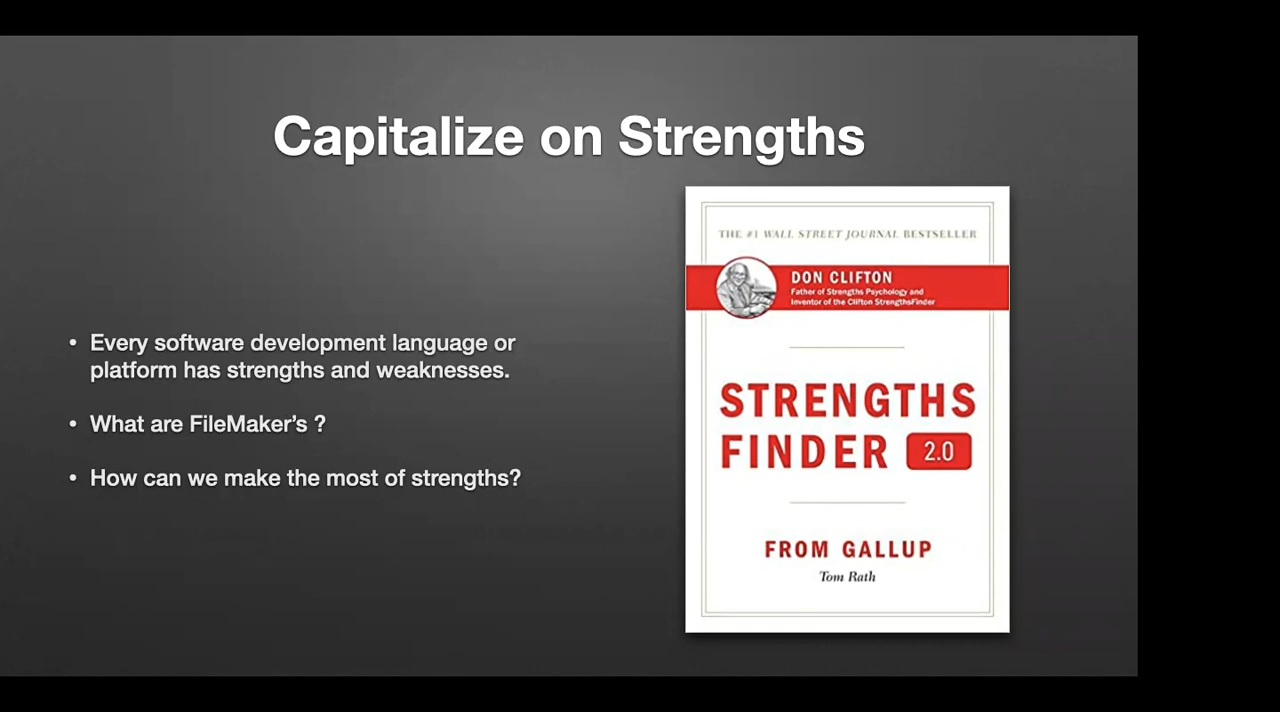 Capitalize on Strengths
• Every software development language or
platform has strengths and weaknesses.
• What are FileMaker's ?
• How can we make the most of strengths?
THE #1 WALL STREET JOURNAL BESTSELLER
DON CLIFTON
Father of Strengths Psychology and
Inventor of the Clifton StrengthsFinder
STRENGTHS
FINDER 2.0
FROM GALLUP
Tom Rath